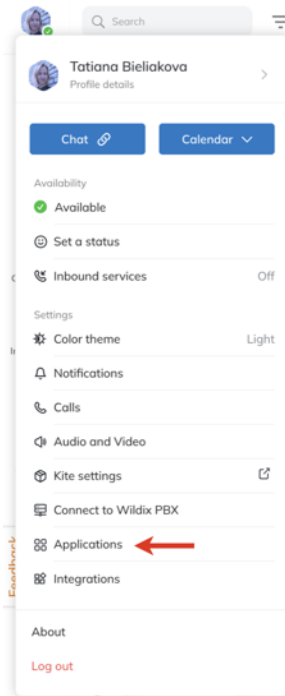 Search
Tatiana Bieliakova
Profile details
Chat
Calendar
Availability
Available
Set a status
Inbound services Off
Settings
Color theme Light
Notifications
Calls
Audio and Video
Kite settings
Connect to Wildix PBX
Applications
Integrations
Feedback
About
Log out